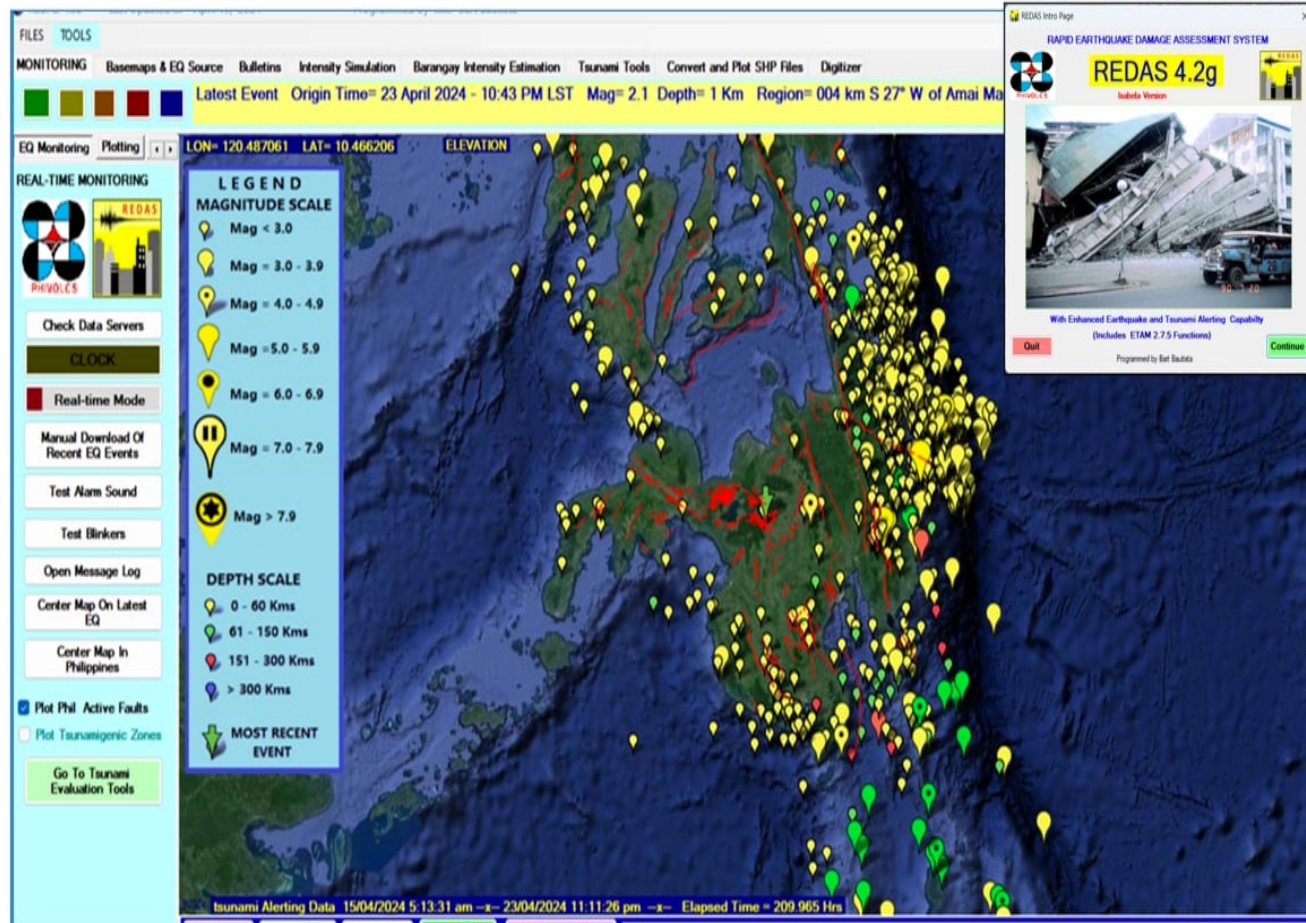 FILES TOOLS
MONITORING Basemaps & EQ Source Bulletins Intensity Simulation Barangay Intensity Estimation Tsunami Tools Convert and Plot SHP Files Digitizer
Latest Event Origin Time= 23 April 2024 - 10:43 PM LST Mag= 2.1 Depth= 1 Km Region= 004 km S 27° W of Amai Ma
EQ Monitoring Plotting
LON= 120.487061 LAT= 10.466206 ELEVATION
REAL-TIME MONITORING
PHIVOLCS
REDAS
Check Data Servers
CLOCK
Real-time Mode
Manual Download Of
Recent EQ Events
Test Alarm Sound
Test Blinkers
Open Message Log
Center Map On Latest
EQ
Center Map In
Philippines
Plot Phil Active Faults
Plot Tsunamigenic Zones
Go To Tsunami
Evaluation Tools
LEGEND
MAGNITUDE SCALE
Mag < 3.0
Mag = 3.0 - 3.9
Mag = 4.0 - 4.9
Mag =5.0 - 5.9
Mag = 6.0 - 6.9
Mag = 7.0 - 7.9
Mag > 7.9
DEPTH SCALE
0 - 60 Kms
61 - 150 Kms
151 - 300 Kms
> 300 Kms
MOST RECENT
EVENT
tsunami Alerting Data 15/04/2024 5:13:31 am --x-- 23/04/2024 11:11:26 pm --x-- Elapsed Time = 209.965 Hrs
REDAS Intro Page
RAPID EARTHQUAKE DAMAGE ASSESSMENT SYSTEM
PHIVOLCS
REDAS 4.2g
Isabela Version
REDAS
With Enhanced Earthquake and Tsunami Alerting Capabilty
(Includes ETAM 2.7.5 Functions)
Quit
Continue
Programmed by Bart Bautista